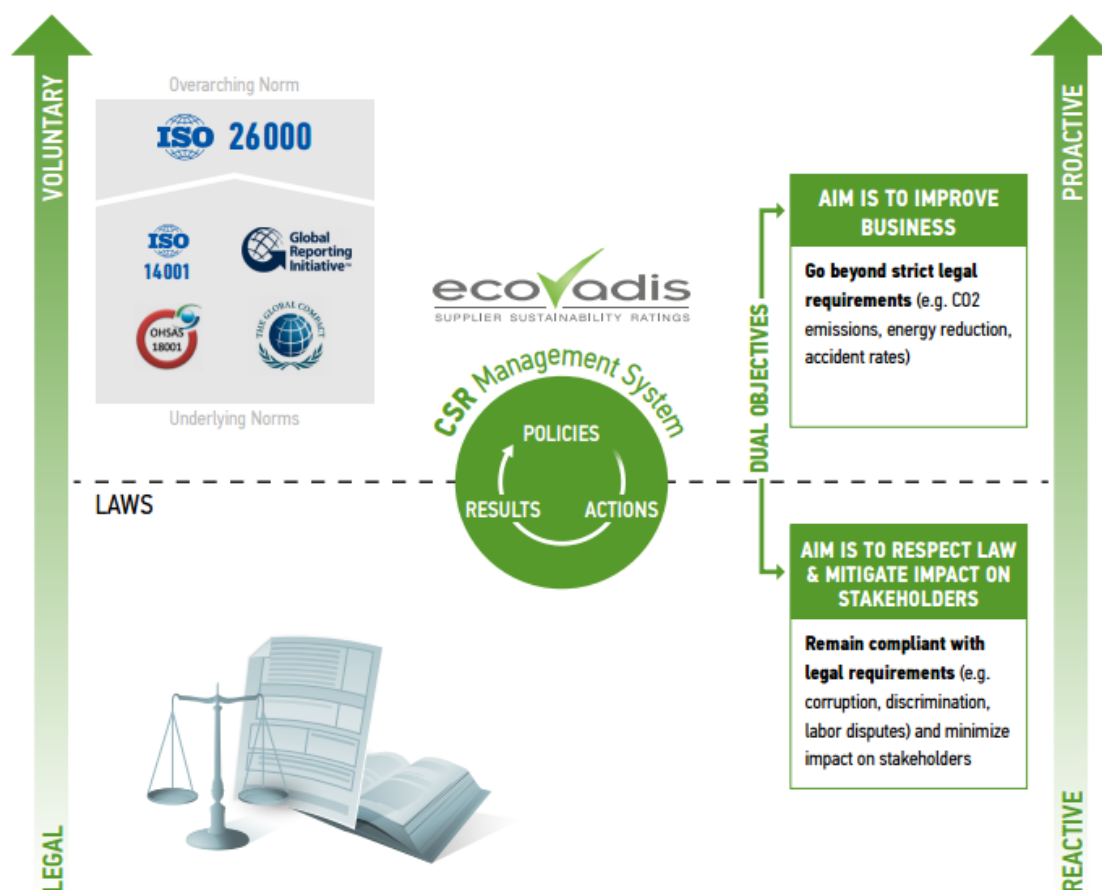 VOLUNTARY
LEGAL
Overarching Norm
ISO 26000
ISO
14001
Global
Reporting
Initiative™
OHSAS
18001
THE GLOBAL COMPACT
Underlying Norms
LAWS
ecovadis
SUPPLIER SUSTAINABILITY RATINGS
CSR Management System
POLICIES
RESULTS
ACTIONS
DUAL OBJECTIVES
AIM IS TO IMPROVE
BUSINESS
Go beyond strict legal
requirements (e.g. CO2
emissions, energy reduction,
accident rates)
AIM IS TO RESPECT LAW
& MITIGATE IMPACT ON
STAKEHOLDERS
Remain compliant with
legal requirements (e.g.
corruption, discrimination,
labor disputes) and minimize
impact on stakeholders
PROACTIVE
REACTIVE